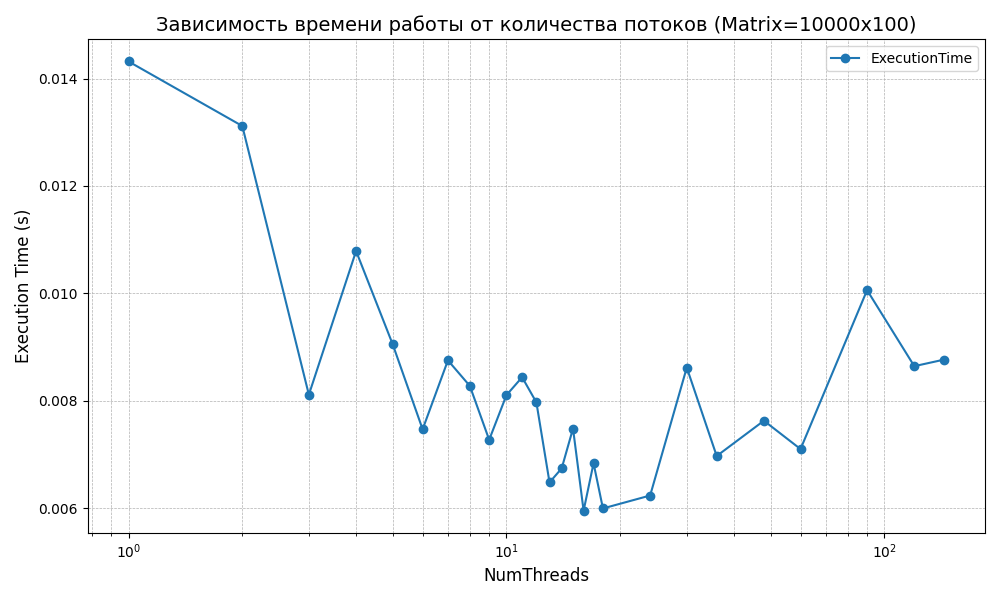 Зависимость времени работы от количества потоков (Matrix=10000x100)
ExecutionTime
Execution Time (s)
0.014
0.012
0.010
0.008
0.006
10⁰ 10¹ 10²
NumThreads